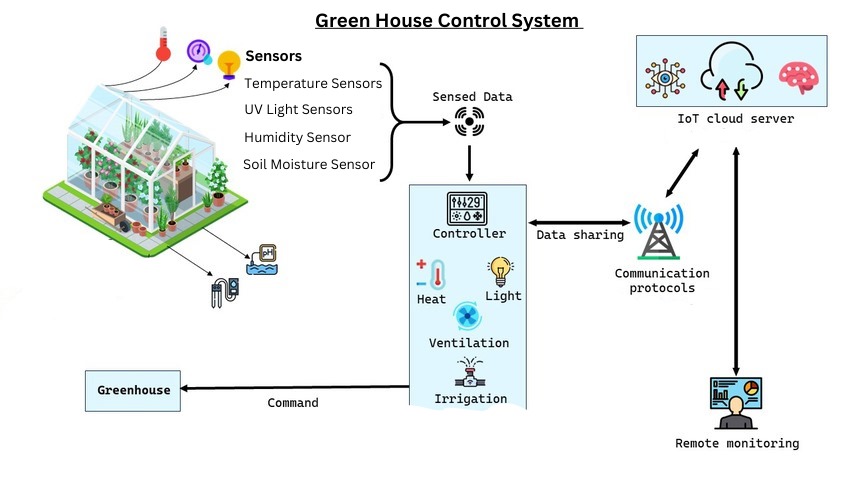 Green House Control System
Sensors
Temperature Sensors
UV Light Sensors
Humidity Sensor
Soil Moisture Sensor
Sensed Data
IoT cloud server
29°
Controller
Data sharing
Communication
protocols
Heat
Light
Ventilation
Irrigation
pH
Greenhouse
Command
Remote monitoring